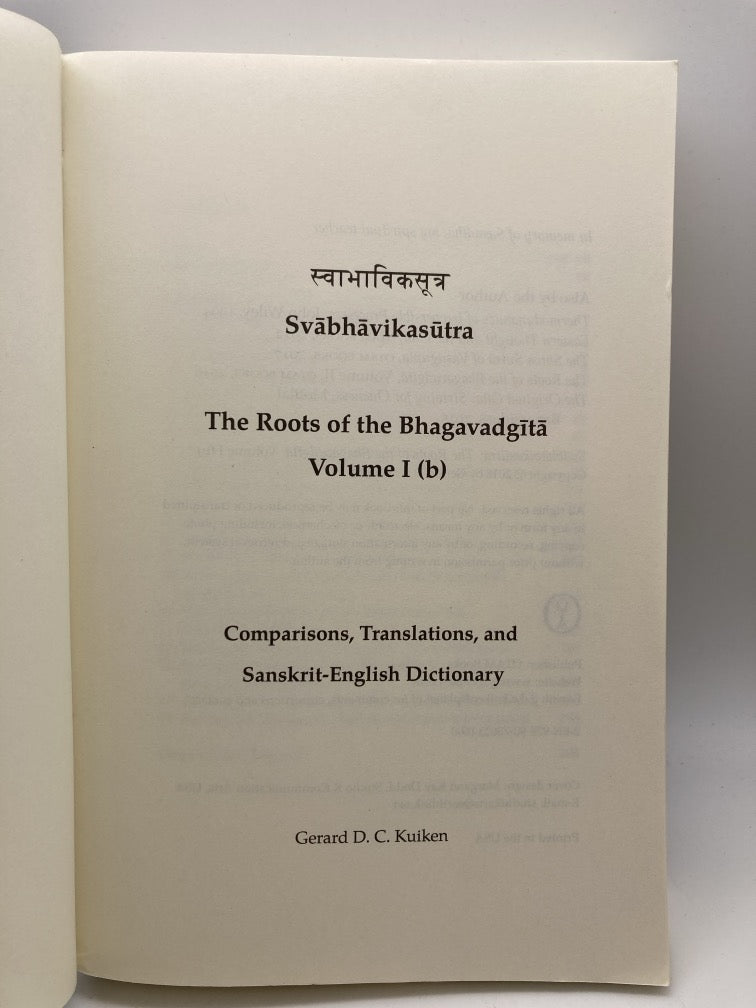 स्वाभाविकसूत्र
Svābhāvikasūtra
The Roots of the Bhagavadgītā
Volume I (b)
Comparisons, Translations, and
Sanskrit-English Dictionary
Gerard D. C. Kuiken